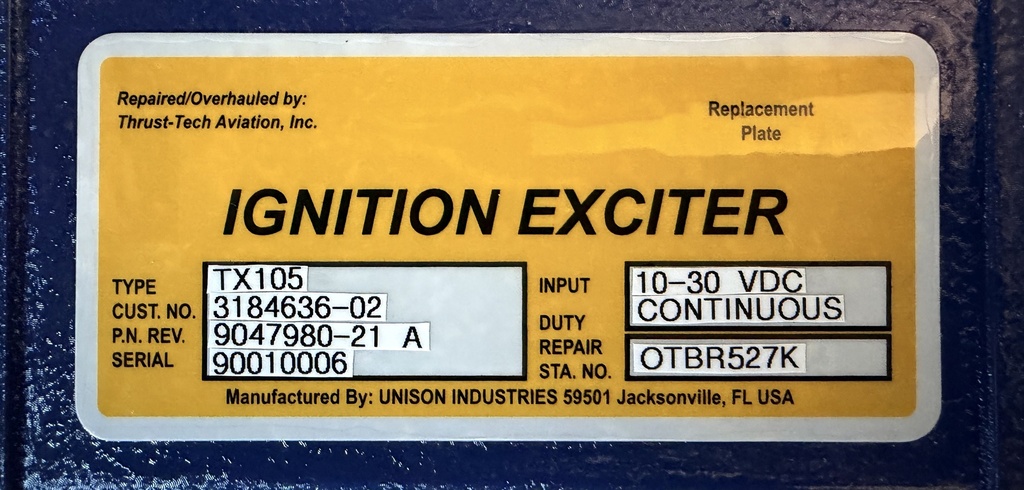 Repaired/Overhauled by:
Thrust-Tech Aviation, Inc.
Replacement
Plate
IGNITION EXCITER
TYPE TX105
CUST. NO. 3184636-02
P.N. REV. 9047980-21 A
SERIAL 90010006
INPUT 10-30 VDC
DUTY CONTINUOUS
REPAIR
STA. NO. OTBR527K
Manufactured By: UNISON INDUSTRIES 59501 Jacksonville, FL USA